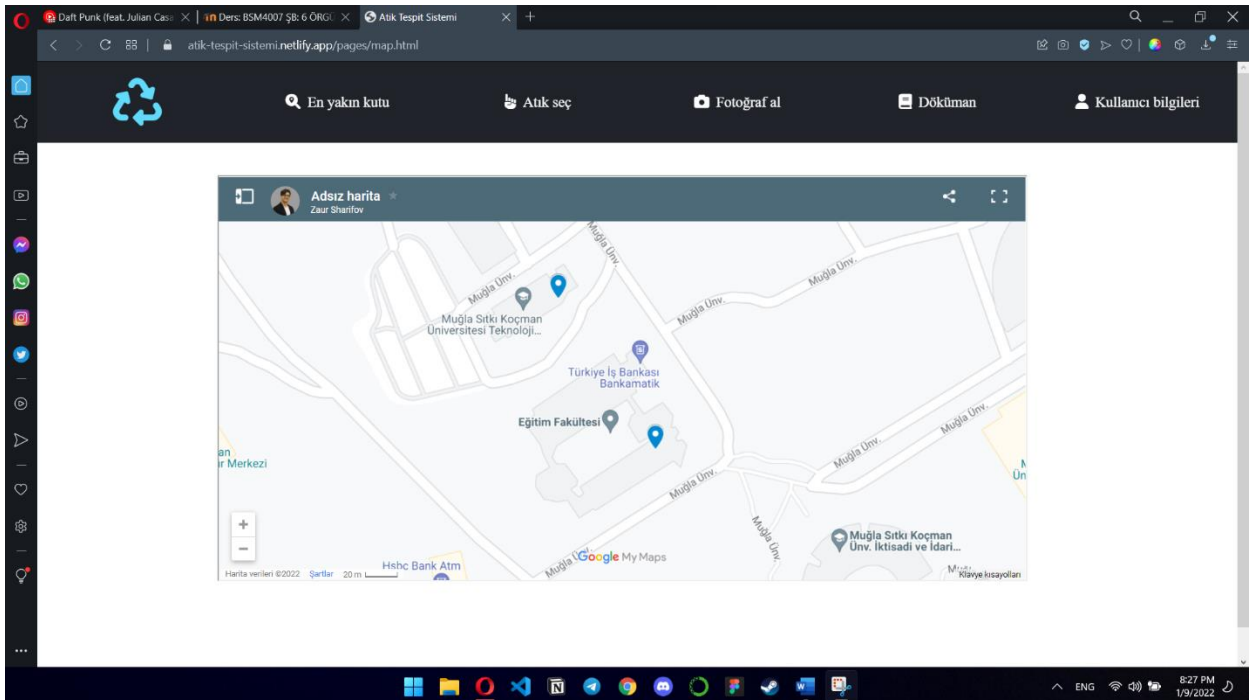 Daft Punk (feat. Julian Casa
Ders: BSM4007 ŞB: 6 ÖRGÜ
Atik Tespit Sistemi
atik-tespit-sistemi.netlify.app/pages/map.html
En yakın kutu
Atık seç
Fotoğraf al
Döküman
Kullanıcı bilgileri
Adsız harita
Zaur Sharifov
Muğla Ünv.
Muğla Ünv.
Muğla Ünv.
Muğla Ünv.
Muğla Sıtkı Koçman
Üniversitesi Teknoloji...
Türkiye İş Bankası
Bankamatik
Eğitim Fakültesi
Muğla Ünv.
Muğla Ünv.
Muğla Ünv.
Muğla Ünv.
an
ır Merkezi
Ün
Muğla Sıtkı Koçman
Ünv. İktisadi ve İdari...
Muğla
Google My Maps
Hsbc Bank Atm
Harita verileri ©2022 Şartlar 20 m
Klavye kısayolları
ENG
8:27 PM
1/9/2022